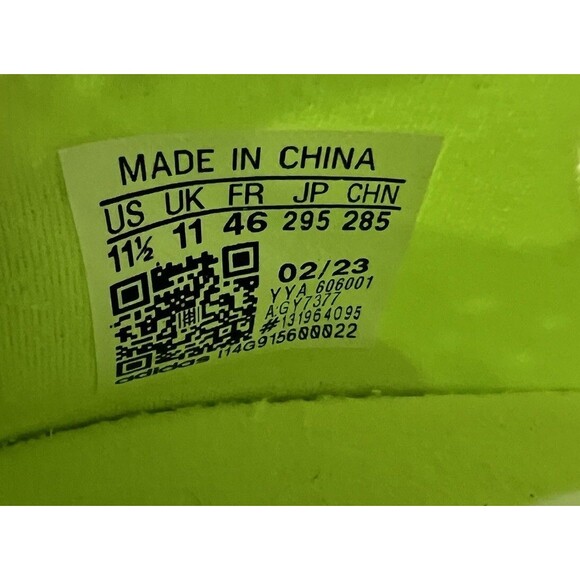 MADE IN CHINA
US UK FR JP CHN
11½ 11 46 295 285
02/23
YYA 606001
A:GY7377
#131964095
114G915600022
adidas